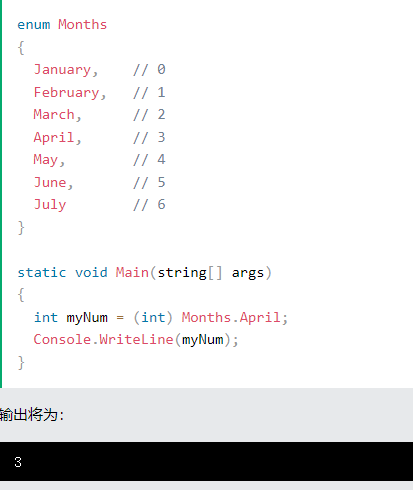 enum Months
{
  January,    // 0
  February,   // 1
  March,      // 2
  April,      // 3
  May,        // 4
  June,       // 5
  July        // 6
}

static void Main(string[] args)
{
  int myNum = (int) Months.April;
  Console.WriteLine(myNum);
}
输出将为：
3